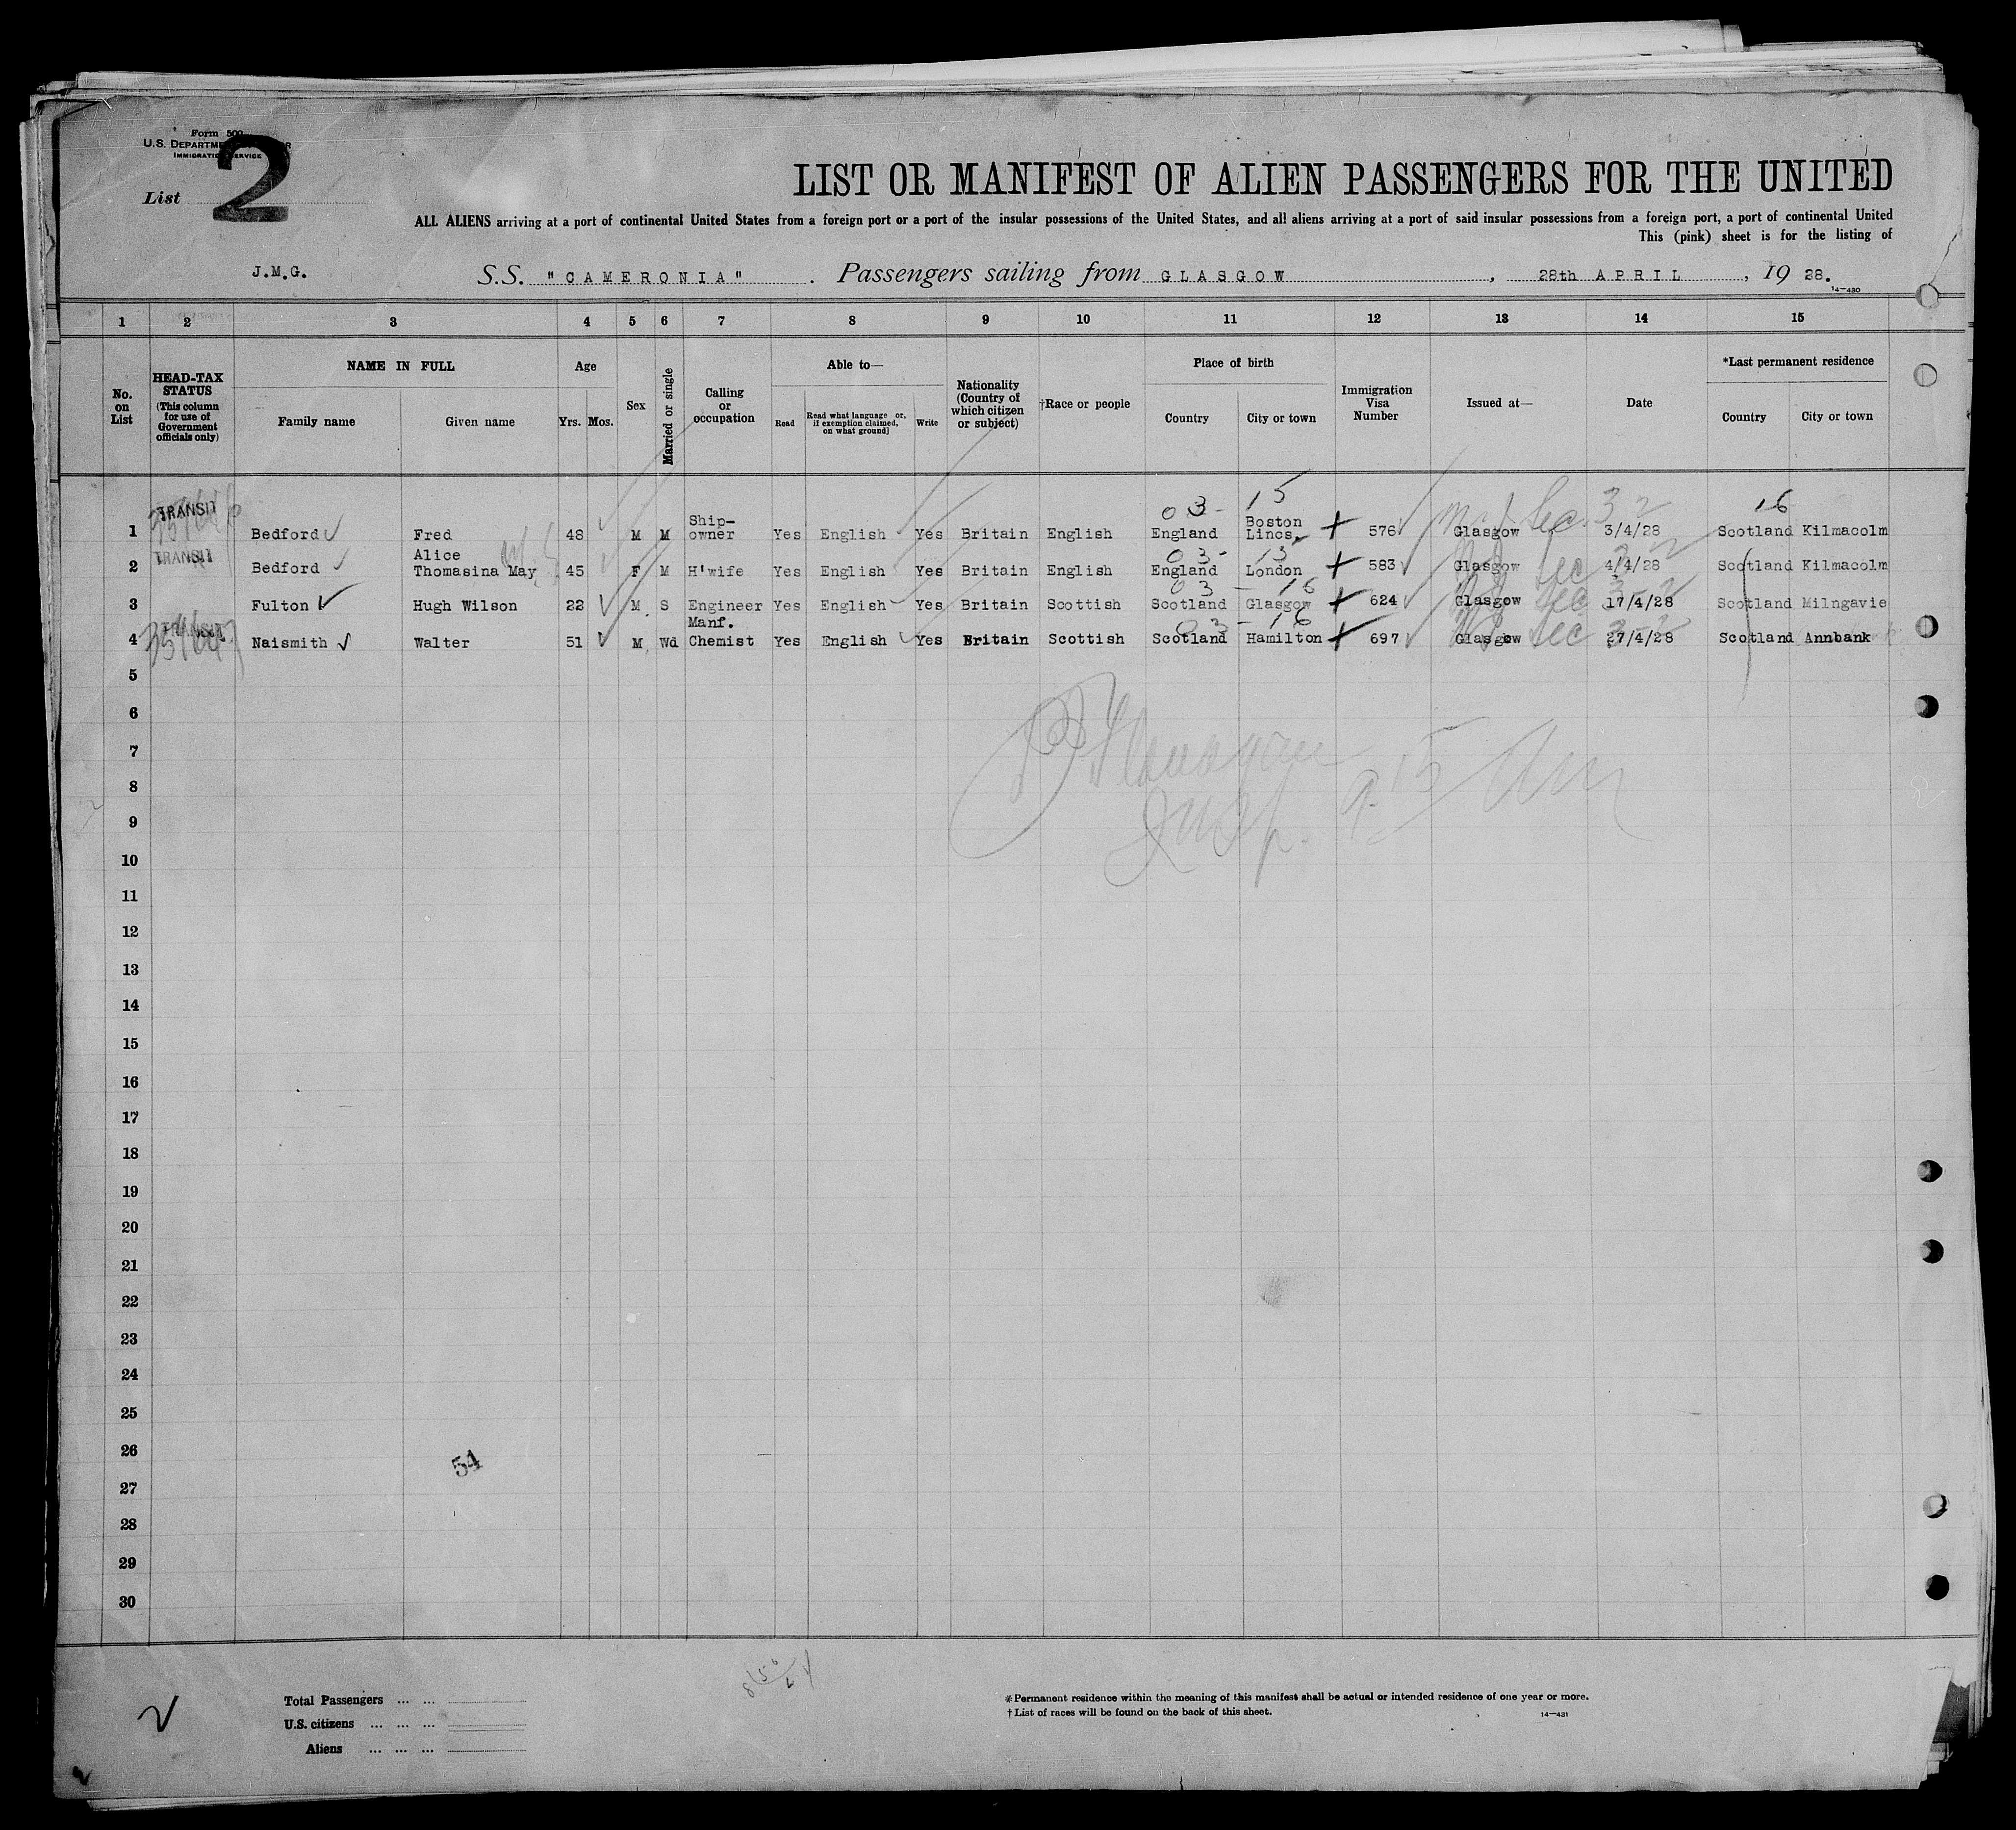 Form 500
U.S. DEPARTME
IMMIGRATION SERVICE
List 2
LIST OR MANIFEST OF ALIEN PASSENGERS FOR THE UNITED
ALL ALIENS arriving at a port of continental United States from a foreign port or a port of the insular possessions of the United States, and all aliens arriving at a port of said insular possessions from a foreign port, a port of continental United
This (pink) sheet is for the listing of
J.M.G. S.S. "CAMERONIA". Passengers sailing from GLASGOW, 28th APRIL, 19 28.
14—430
1 2 3 4 5 6 7 8 9 10 11 12 13 14 15
No. on List
HEAD-TAX STATUS (This column for use of Government officials only)
NAME IN FULL
Family name Given name
Age
Yrs. Mos.
Sex
Married or single
Calling or occupation
Able to—
Read Read what language or, if exemption claimed, on what ground] Write
Nationality (Country of which citizen or subject)
†Race or people
Place of birth
Country City or town
Immigration Visa Number
Issued at—
Date
*Last permanent residence
Country City or town
03- 15 16
1 TRANSIT Bedford Fred 48 M M Ship-owner Yes English Yes Britain English England Boston Lincs. 576 Glasgow 3/4/28 Scotland Kilmacolm
03- 13
2 TRANSIT Bedford Alice Thomasina May 45 F M H'wife Yes English Yes Britain English England London 583 Glasgow 4/4/28 Scotland Kilmacolm
03 - 16
3 Fulton Hugh Wilson 22 M S Engineer Yes English Yes Britain Scottish Scotland Glasgow 624 Glasgow 17/4/28 Scotland Milngavie
03 - 16
4 TRANSIT Naismith Walter 51 M Wd Manf. Chemist Yes English Yes Britain Scottish Scotland Hamilton 697 Glasgow 27/4/28 Scotland Annbank
5
6
7
8
Insp. 9.15 Am
9
10
11
12
13
14
15
16
17
18
19
20
21
22
23
24
25
26
54
27
28
29
30
Total Passengers ... ...
U.S. citizens ... ... ...
Aliens ... ... ...
*Permanent residence within the meaning of this manifest shall be actual or intended residence of one year or more.
†List of races will be found on the back of this sheet.
14—431